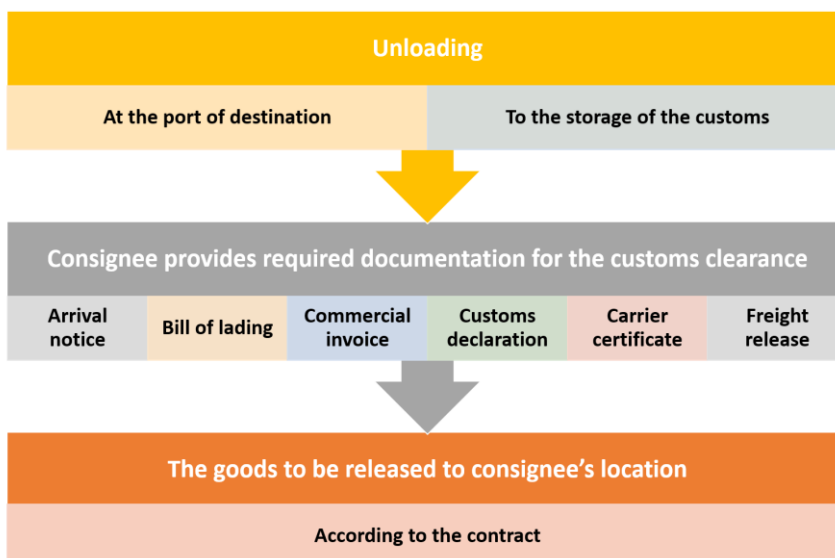 Unloading
At the port of destination
To the storage of the customs
Consignee provides required documentation for the customs clearance
Arrival
notice
Bill of lading
Commercial
invoice
Customs
declaration
Carrier
certificate
Freight
release
The goods to be released to consignee's location
According to the contract